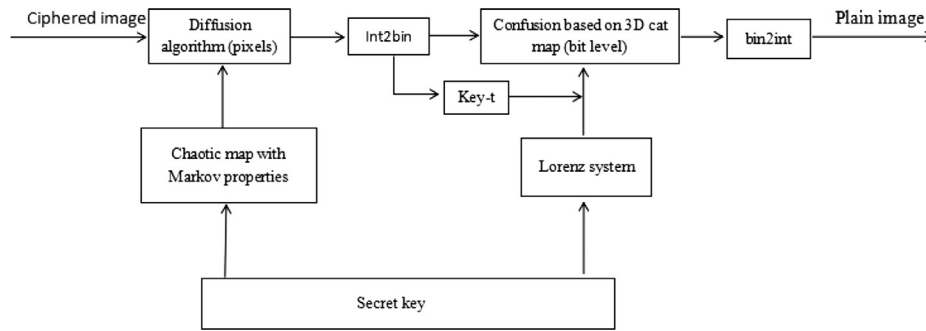 Ciphered image
Diffusion
algorithm (pixels)
Int2bin
Confusion based on 3D cat
map (bit level)
bin2int
Plain image
Key-t
Chaotic map with
Markov properties
Lorenz system
Secret key